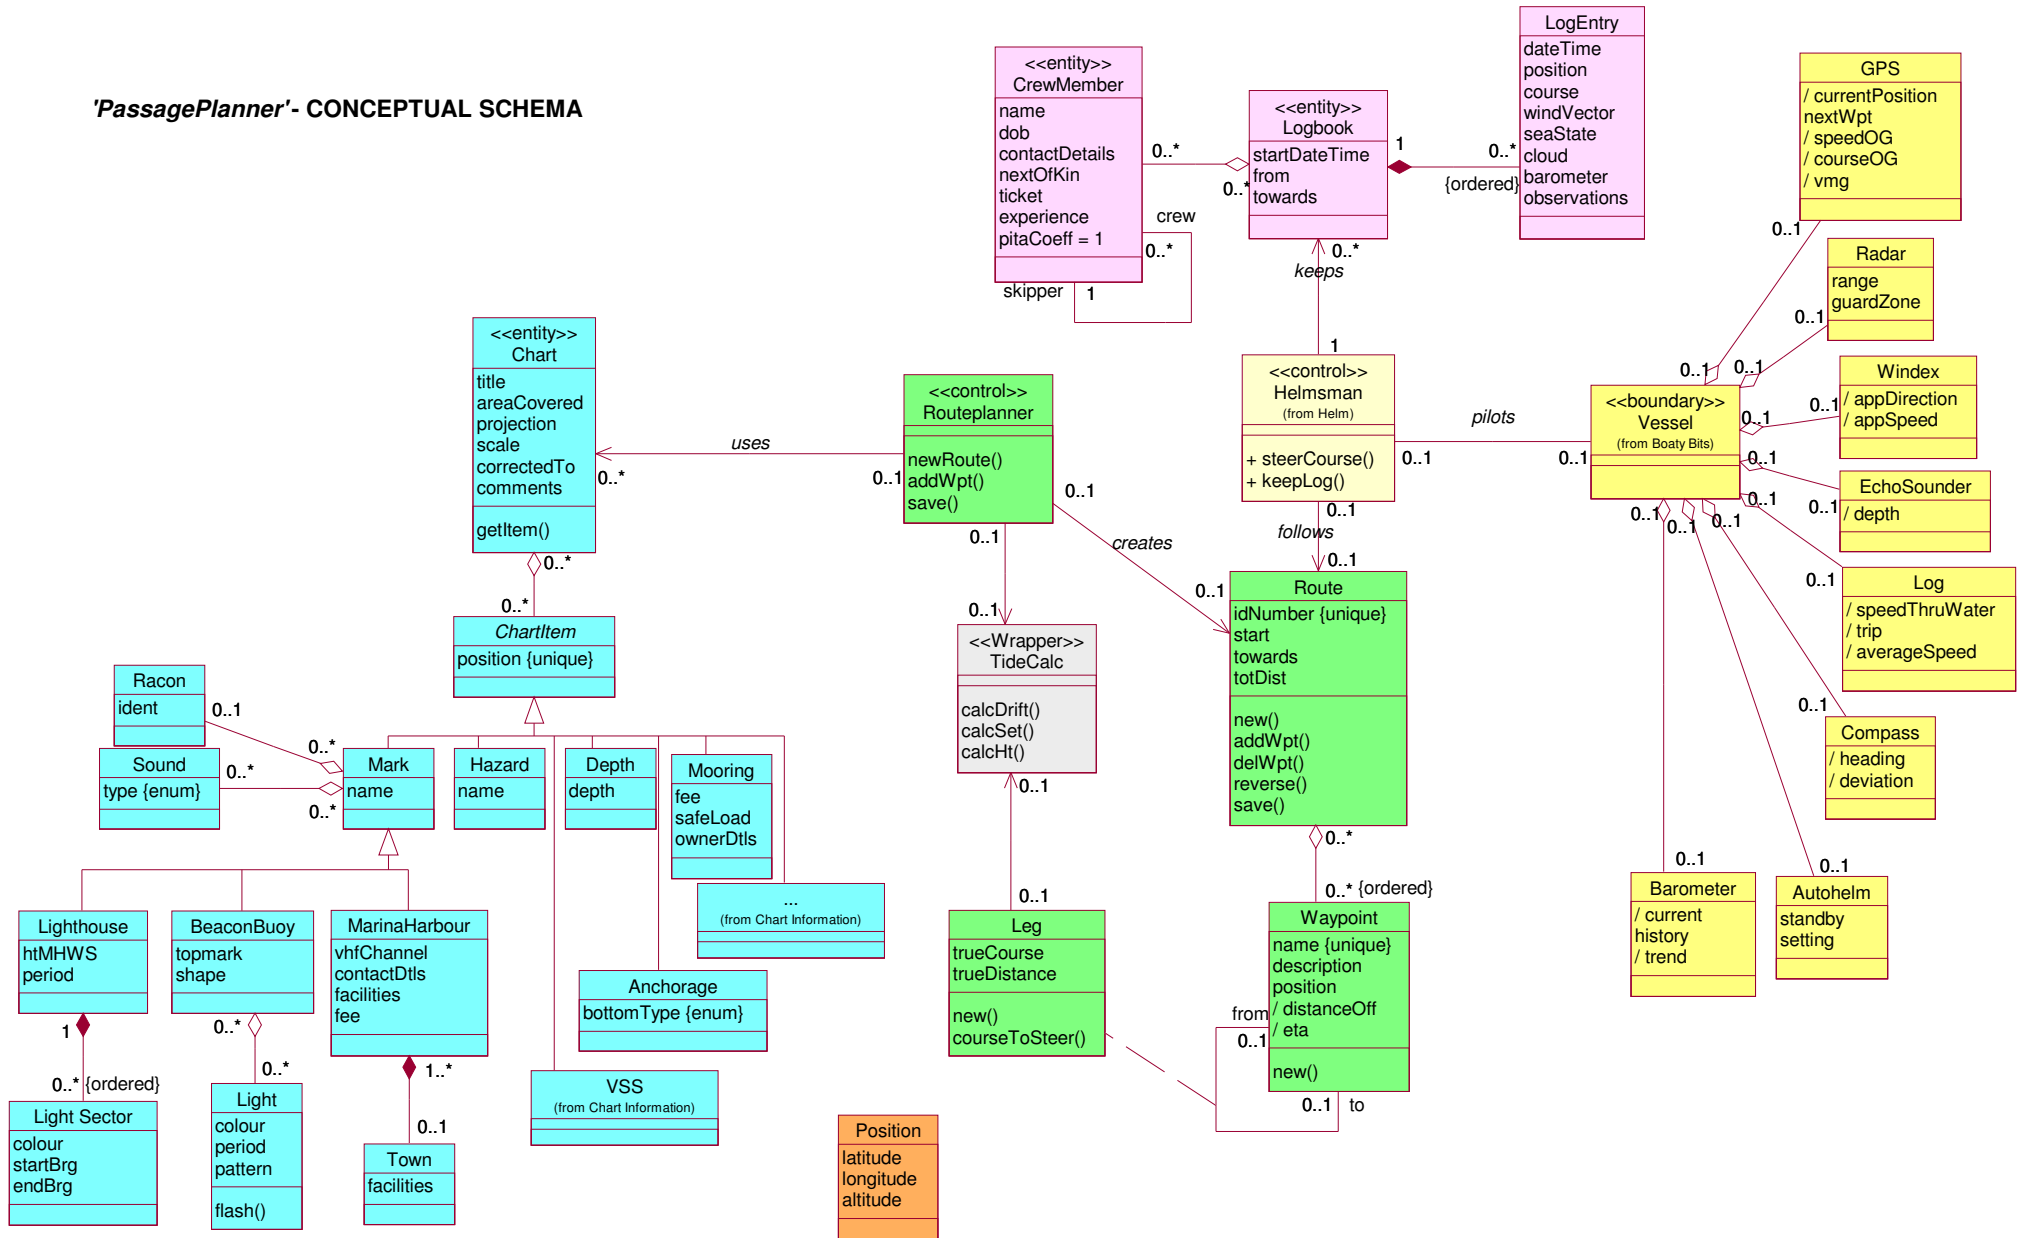 'PassagePlanner' - CONCEPTUAL SCHEMA
<<entity>>
CrewMember
name
dob
contactDetails
nextOfKin
ticket
experience
pitaCoeff = 1
0..*
0..*
crew
0..*
skipper
1
<<entity>>
Logbook
startDateTime
from
towards
1
0..*
{ordered}
LogEntry
dateTime
position
course
windVector
seaState
cloud
barometer
observations
0..*
keeps
1
<<control>>
Helmsman
(from Helm)
+ steerCourse()
+ keepLog()
0..1
pilots
0..1
0..1
follows
0..1
<<boundary>>
Vessel
(from Boaty Bits)
GPS
/ currentPosition
nextWpt
/ speedOG
/ courseOG
/ vmg
0..1
0..1
Radar
range
guardZone
0..1
0..1
Windex
/ appDirection
/ appSpeed
0..1
0..1
EchoSounder
/ depth
0..1
0..1
Log
/ speedThruWater
/ trip
/ averageSpeed
0..1
0..1
Compass
/ heading
/ deviation
0..1
0..1
Autohelm
standby
setting
0..1
0..1
Barometer
/ current
history
/ trend
0..1
0..1
<<entity>>
Chart
title
areaCovered
projection
scale
correctedTo
comments
getItem()
0..*
uses
0..1
<<control>>
Routeplanner
newRoute()
addWpt()
save()
0..1
creates
0..1
0..1
0..1
<<Wrapper>>
TideCalc
calcDrift()
calcSet()
calcHt()
0..1
0..1
Route
idNumber {unique}
start
towards
totDist
new()
addWpt()
delWpt()
reverse()
save()
0..*
0..* {ordered}
Waypoint
name {unique}
description
position
/ distanceOff
/ eta
new()
from
0..1
0..1
to
Leg
trueCourse
trueDistance
new()
courseToSteer()
0..*
0..*
ChartItem
position {unique}
Racon
ident
0..1
0..*
Sound
type {enum}
0..*
0..*
Mark
name
Hazard
name
Depth
depth
Mooring
fee
safeLoad
ownerDtls
...
(from Chart Information)
Anchorage
bottomType {enum}
VSS
(from Chart Information)
Lighthouse
htMHWS
period
1
0..* {ordered}
Light Sector
colour
startBrg
endBrg
BeaconBuoy
topmark
shape
0..*
0..*
Light
colour
period
pattern
flash()
MarinaHarbour
vhfChannel
contactDtls
facilities
fee
1..*
0..1
Town
facilities
Position
latitude
longitude
altitude